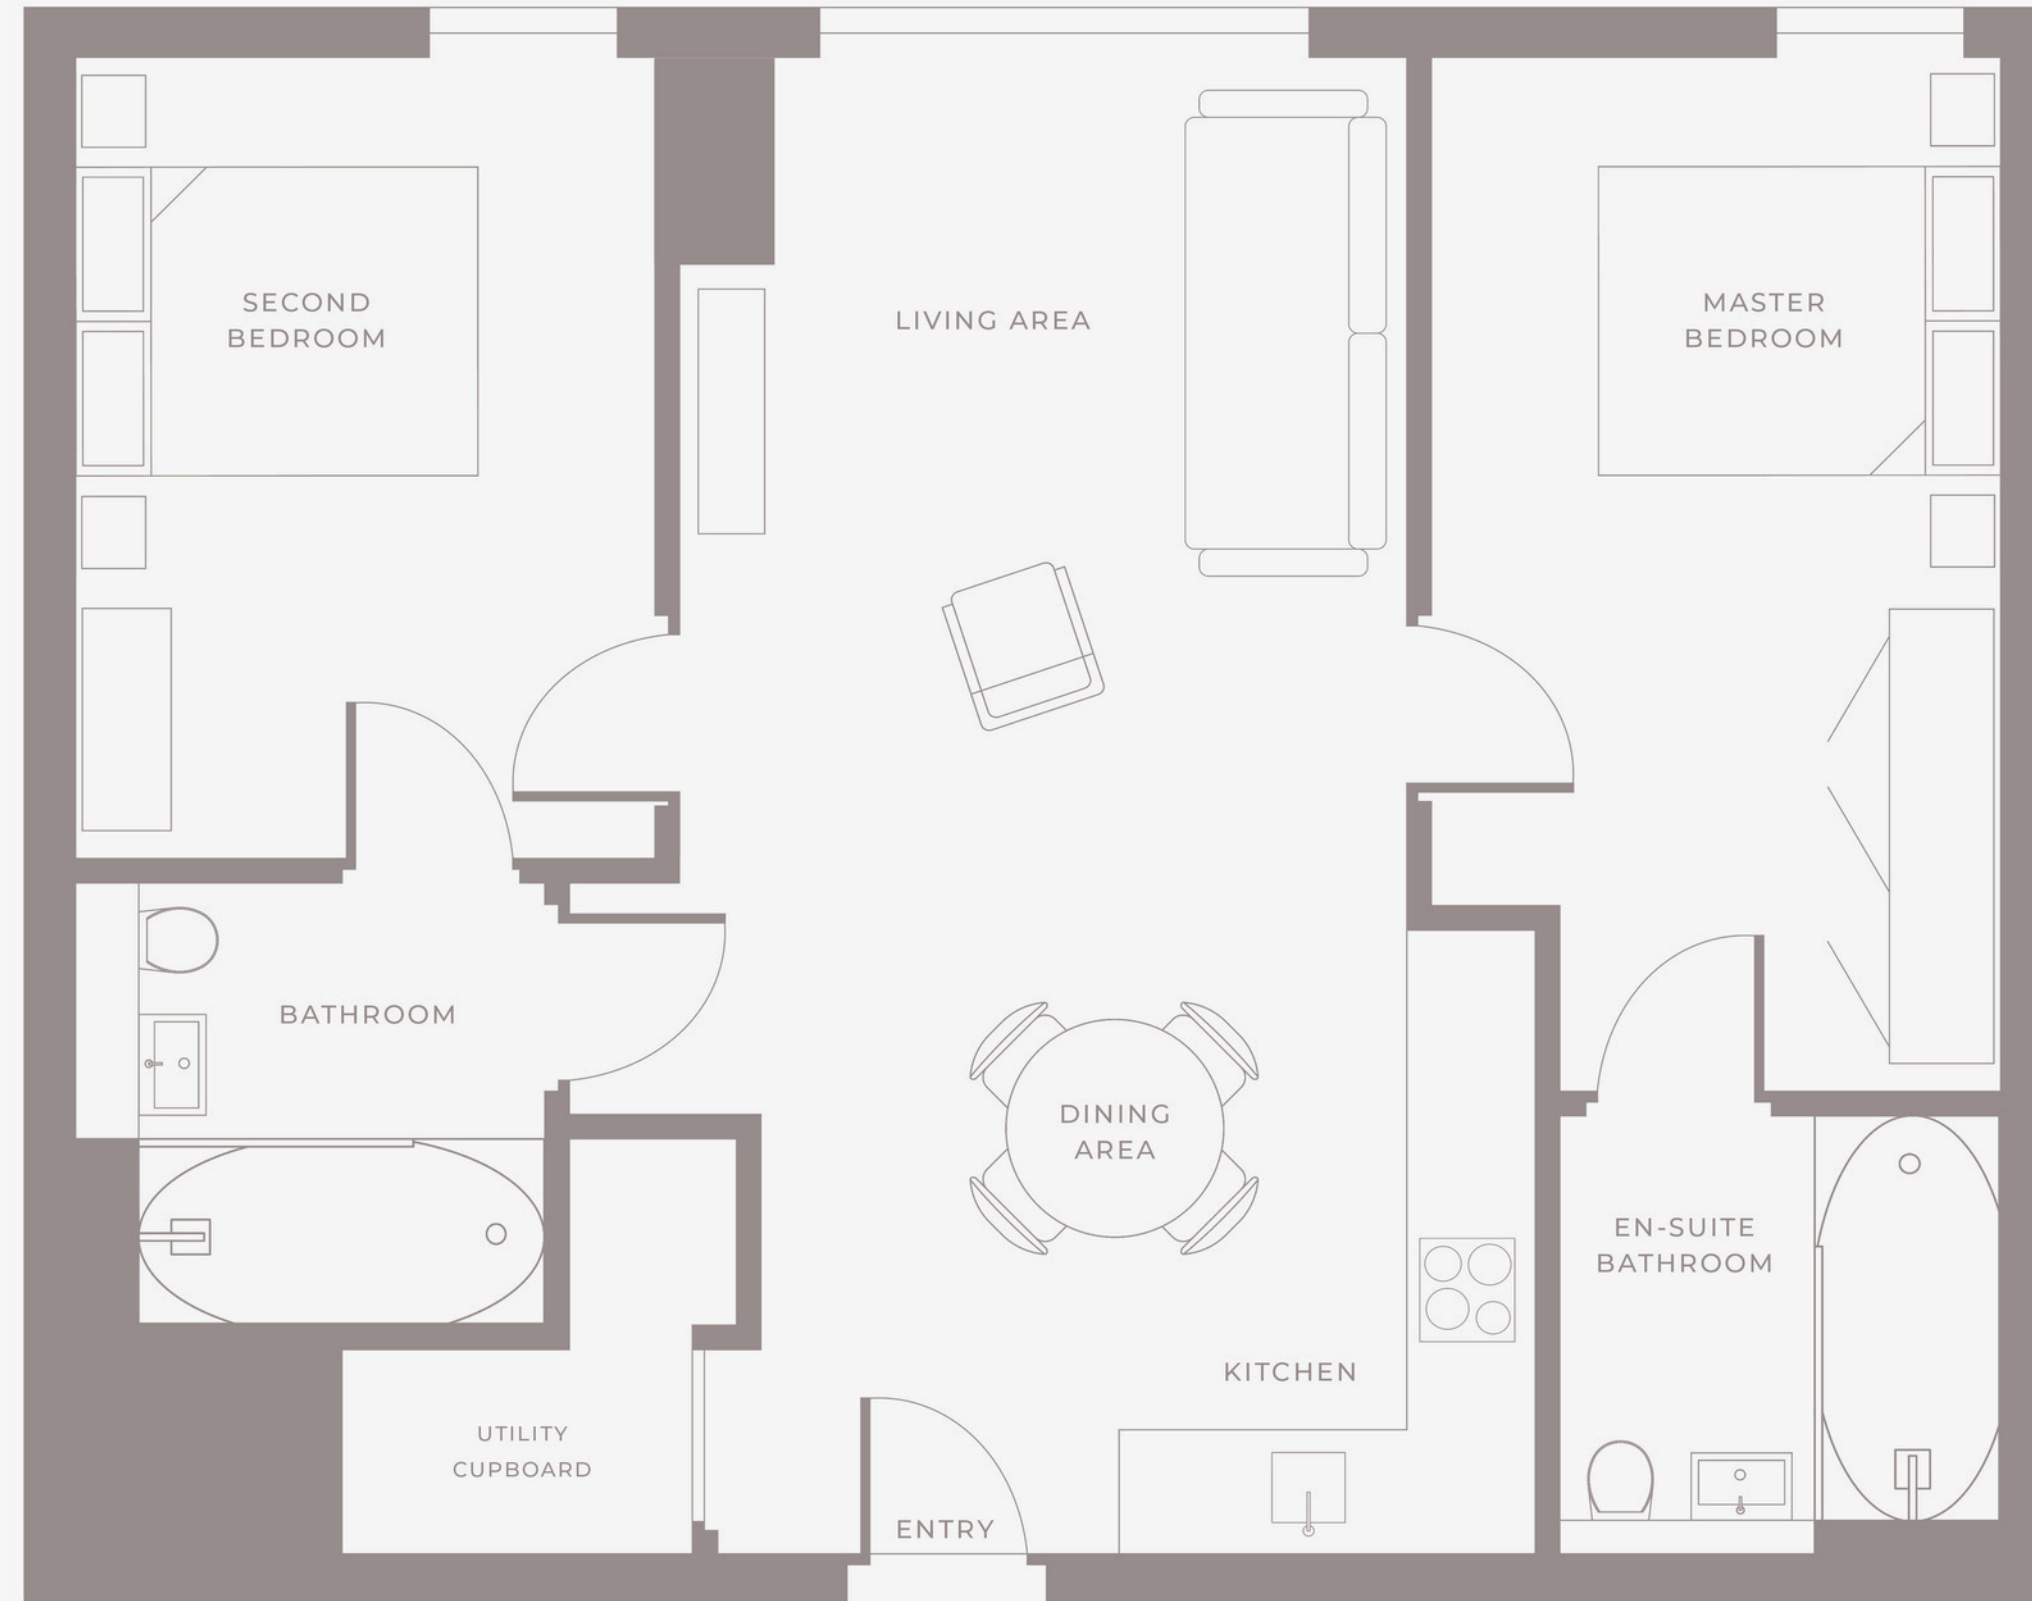 SECOND
BEDROOM
LIVING AREA
MASTER
BEDROOM
BATHROOM
DINING
AREA
EN-SUITE
BATHROOM
KITCHEN
UTILITY
CUPBOARD
ENTRY